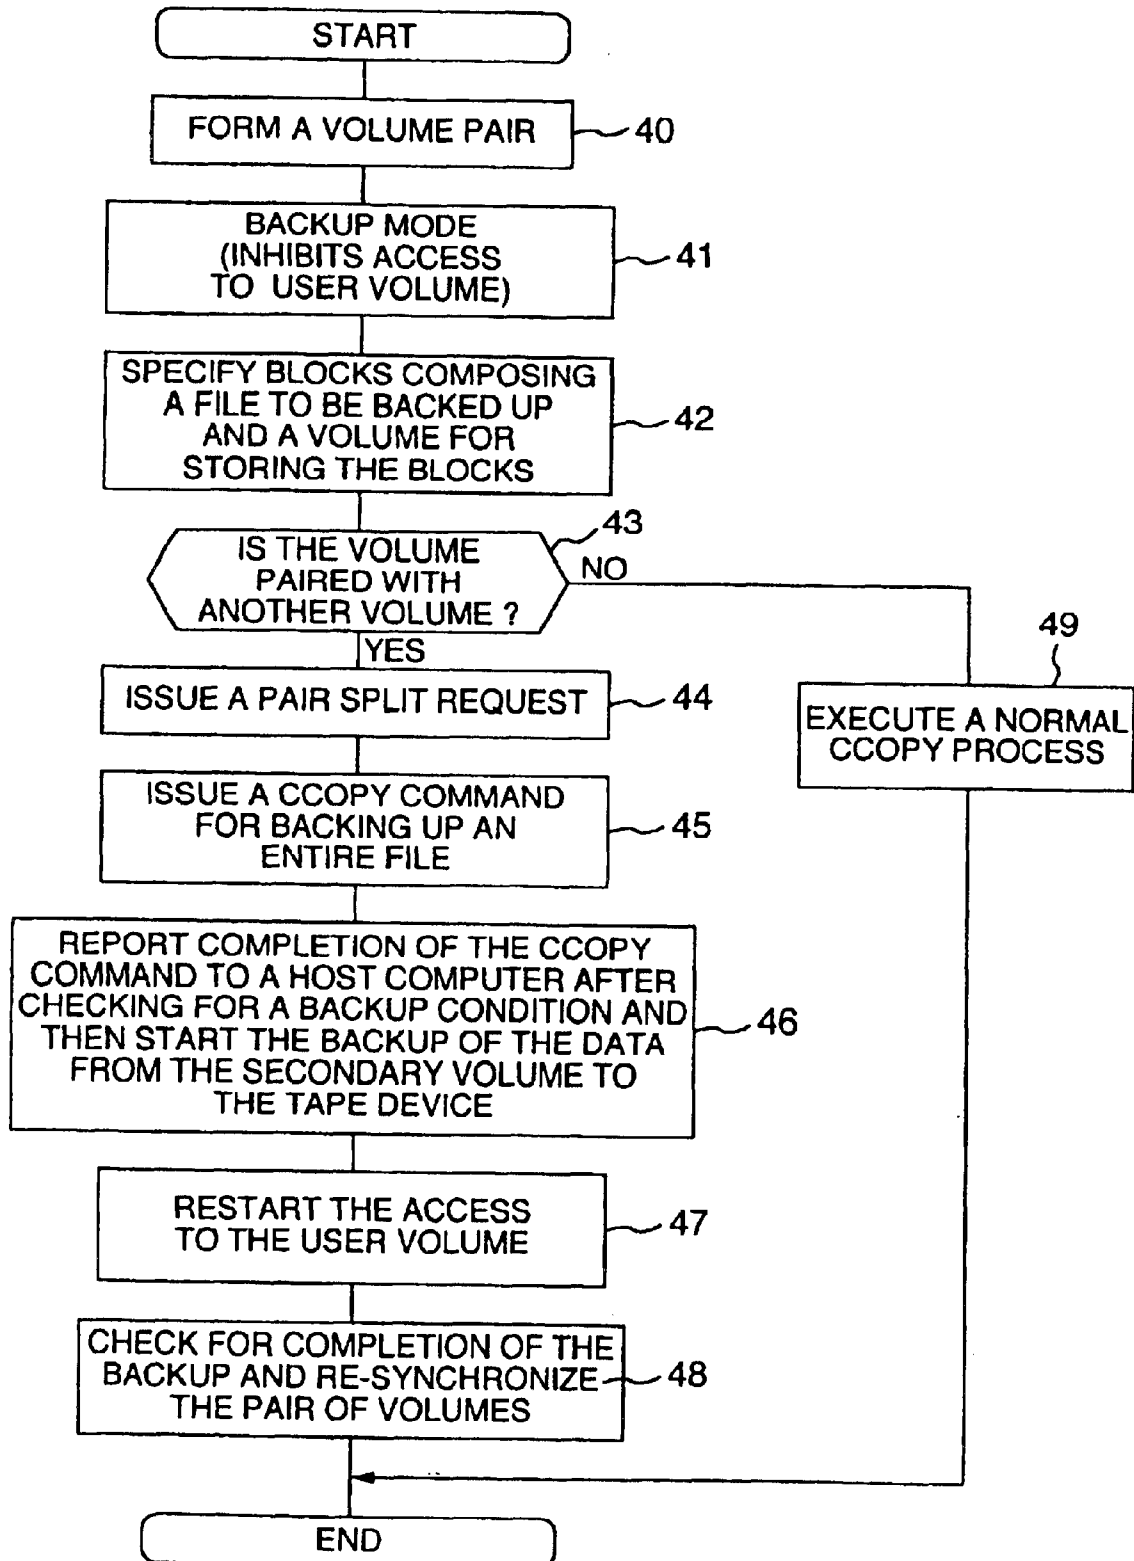 START
FORM A VOLUME PAIR
40
BACKUP MODE
(INHIBITS ACCESS
TO USER VOLUME)
41
SPECIFY BLOCKS COMPOSING
A FILE TO BE BACKED UP
AND A VOLUME FOR
STORING THE BLOCKS
42
IS THE VOLUME
PAIRED WITH
ANOTHER VOLUME ?
43
NO
YES
ISSUE A PAIR SPLIT REQUEST
44
49
EXECUTE A NORMAL
CCOPY PROCESS
ISSUE A CCOPY COMMAND
FOR BACKING UP AN
ENTIRE FILE
45
REPORT COMPLETION OF THE CCOPY
COMMAND TO A HOST COMPUTER AFTER
CHECKING FOR A BACKUP CONDITION AND
THEN START THE BACKUP OF THE DATA
FROM THE SECONDARY VOLUME TO
THE TAPE DEVICE
46
RESTART THE ACCESS
TO THE USER VOLUME
47
CHECK FOR COMPLETION OF THE
BACKUP AND RE-SYNCHRONIZE
THE PAIR OF VOLUMES
48
END